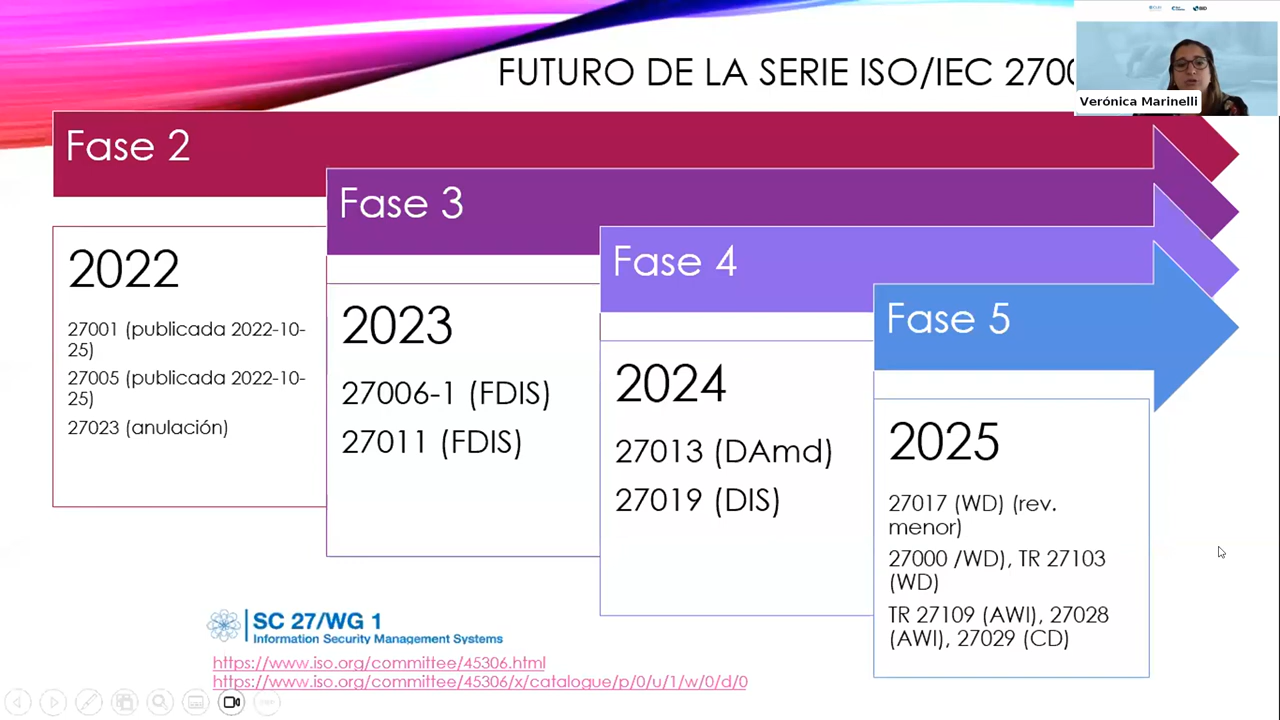 FUTURO DE LA SERIE ISO/IEC 2700
Verónica Marinelli
Fase 2
Fase 3
Fase 4
Fase 5
2022
27001 (publicada 2022-10-
25)
27005 (publicada 2022-10-
25)
27023 (anulación)
2023
27006-1 (FDIS)
27011 (FDIS)
2024
27013 (DAmd)
27019 (DIS)
2025
27017 (WD) (rev.
menor)
27000 /WD), TR 27103
(WD)
TR 27109 (AWI), 27028
(AWI), 27029 (CD)
SC 27/WG 1
Information Security Management Systems
https://www.iso.org/committee/45306.html
https://www.iso.org/committee/45306/x/catalogue/p/0/u/1/w/0/d/0